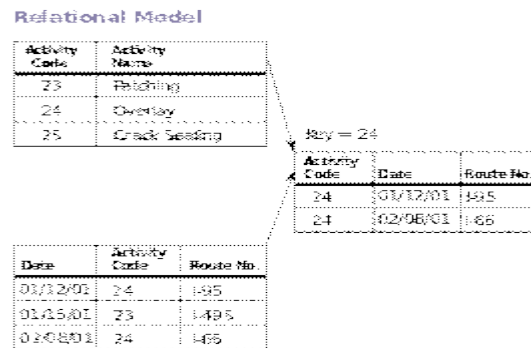 Relational Model
Activity Code Activity Name
23 Patching
24 Overlay
25 Crack Sealing
Key = 24
Activity Code Date Route No.
24 01/12/01 I-95
24 02/08/01 I-66
Date Activity Code Route No.
01/12/01 24 I-95
01/15/01 23 I-495
02/08/01 24 I-66